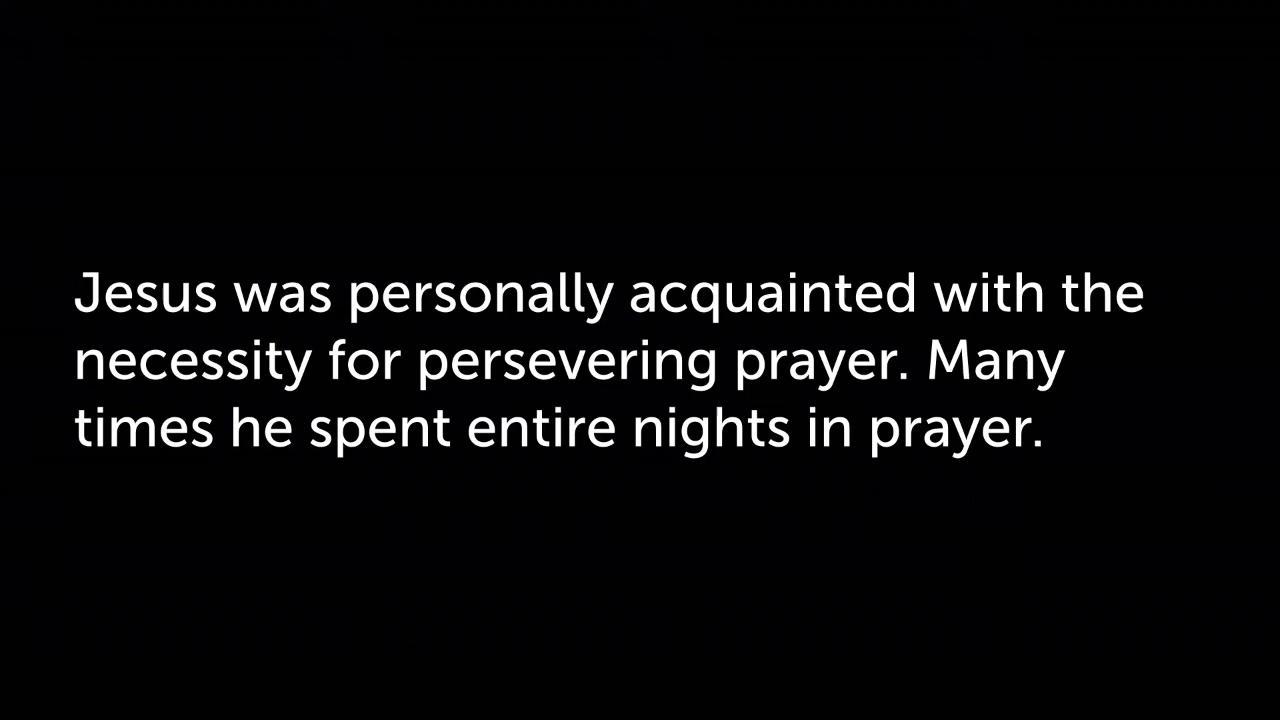 Jesus was personally acquainted with the
necessity for persevering prayer. Many
times he spent entire nights in prayer.